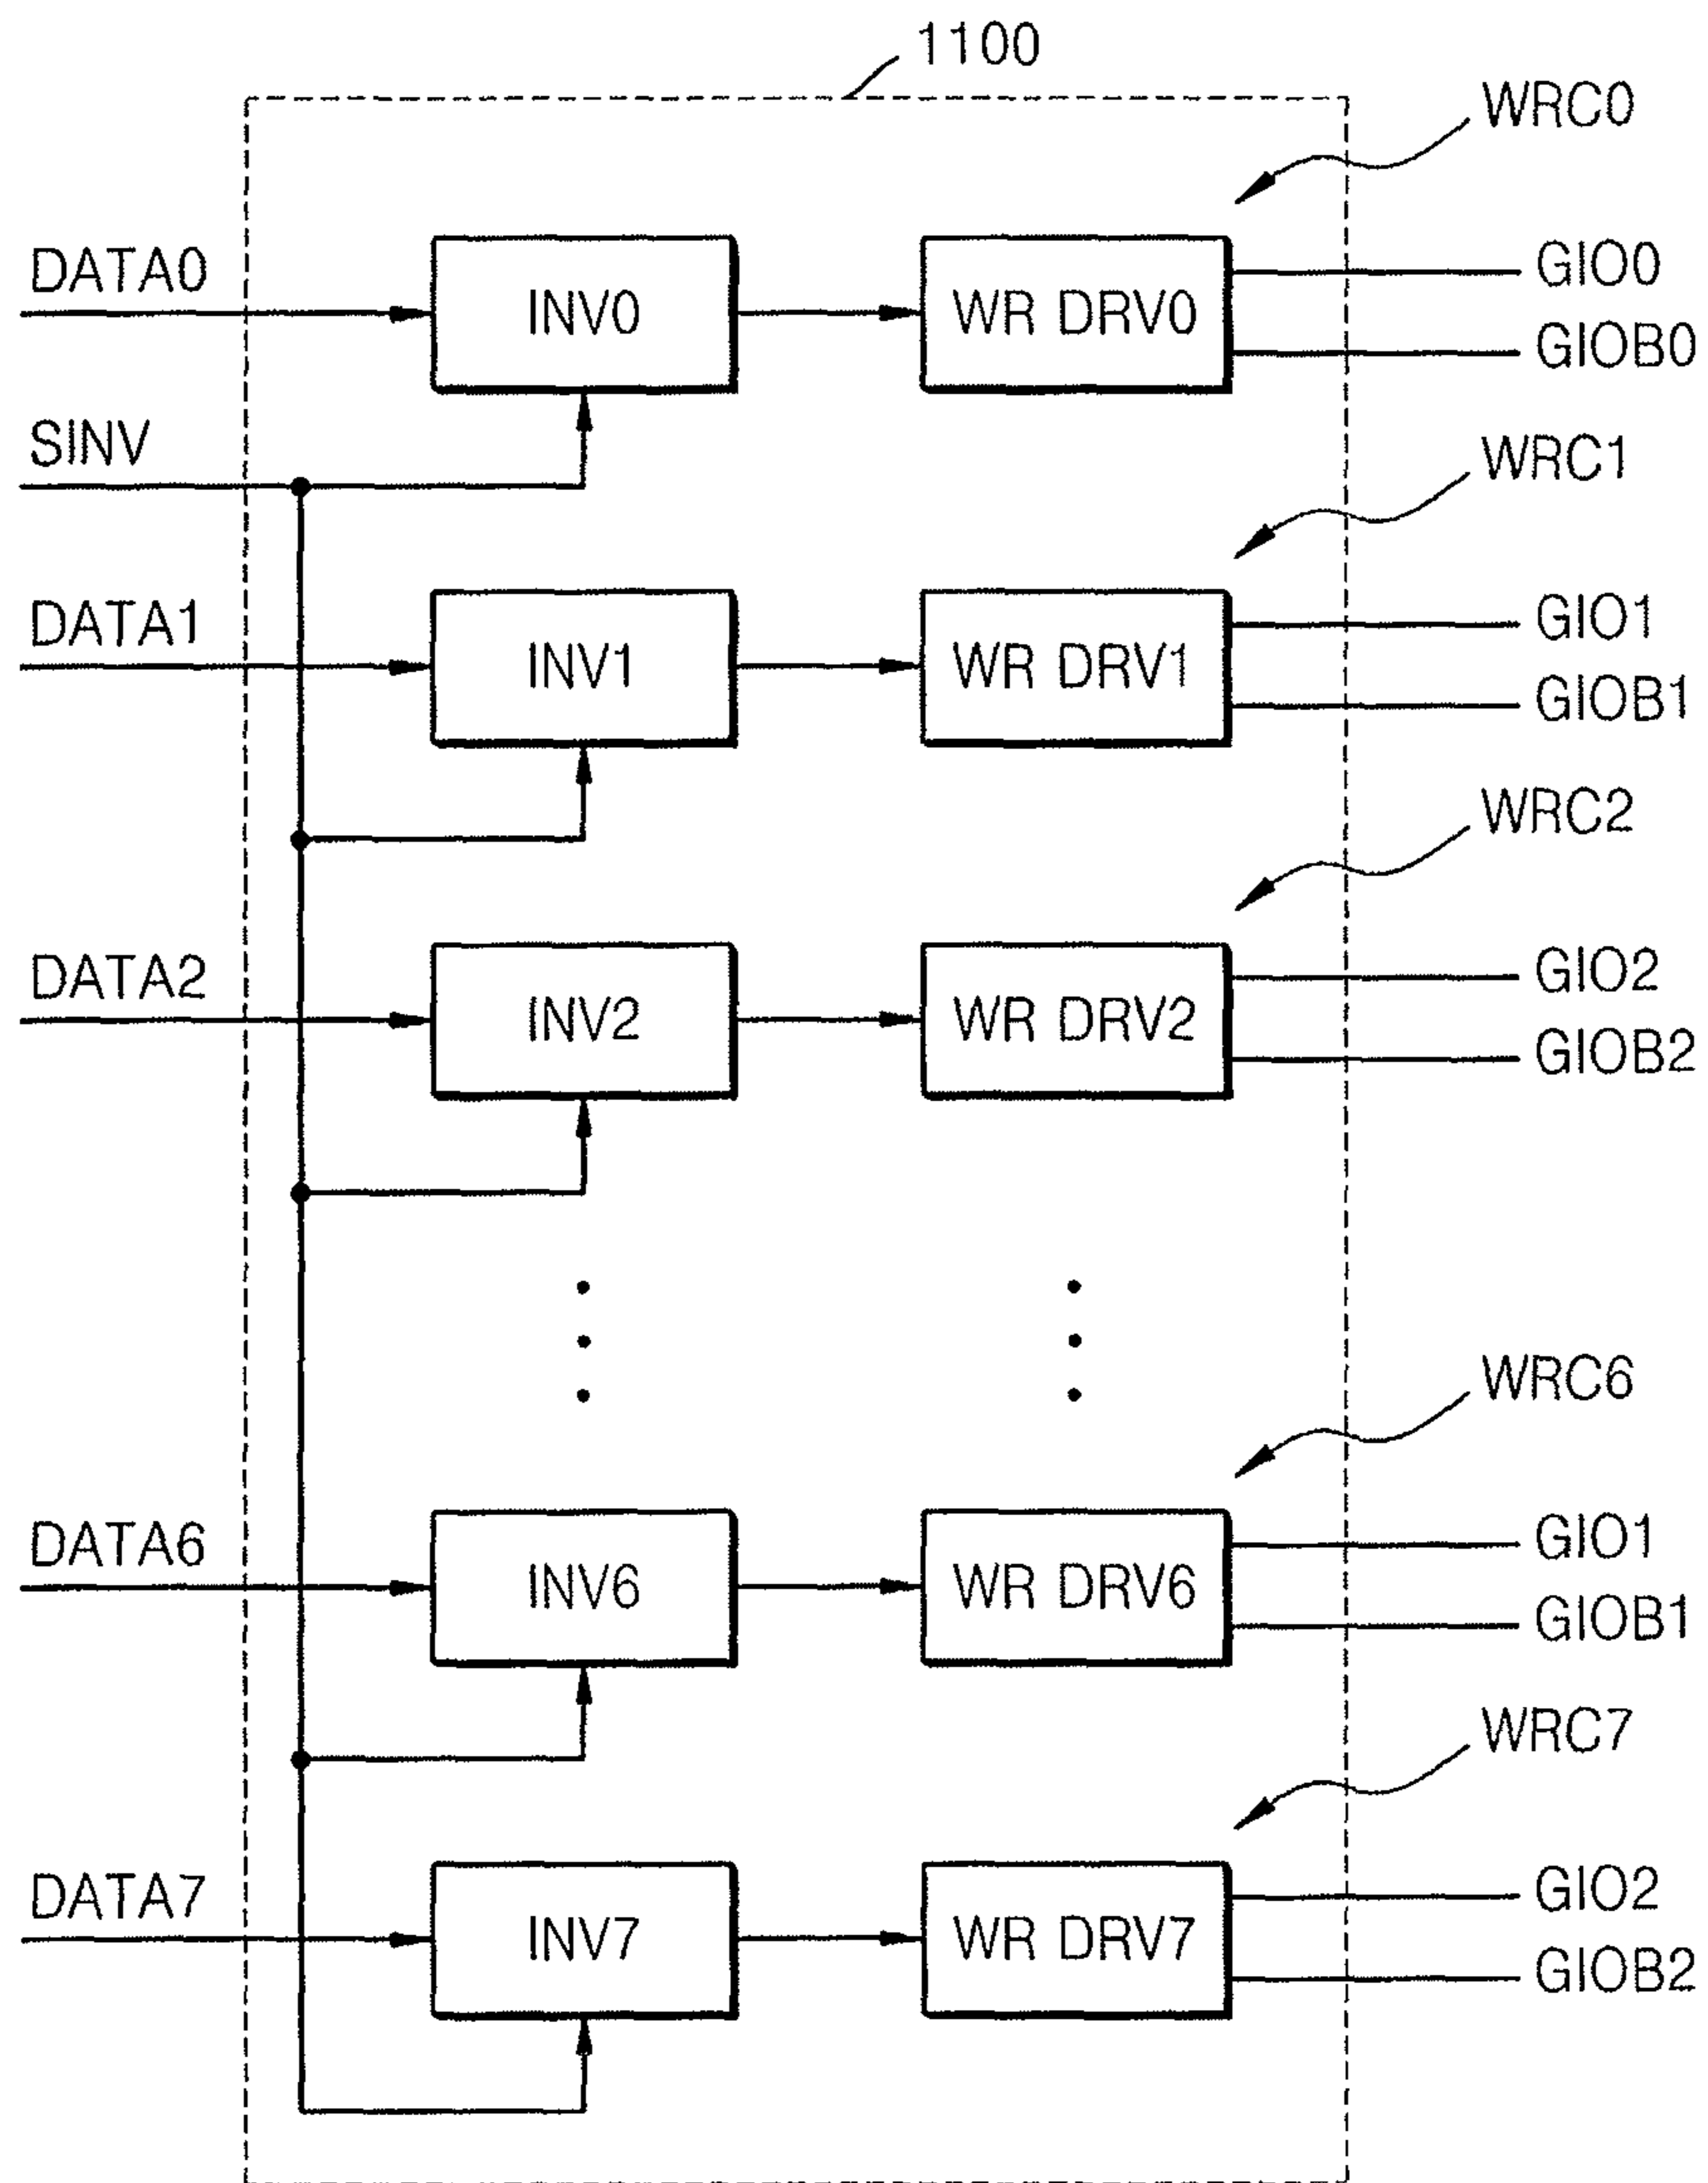 1100
WRC0
DATA0
INV0
WR DRV0
GIO0
GIOB0
SINV
WRC1
DATA1
INV1
WR DRV1
GIO1
GIOB1
WRC2
DATA2
INV2
WR DRV2
GIO2
GIOB2
WRC6
DATA6
INV6
WR DRV6
GIO1
GIOB1
WRC7
DATA7
INV7
WR DRV7
GIO2
GIOB2